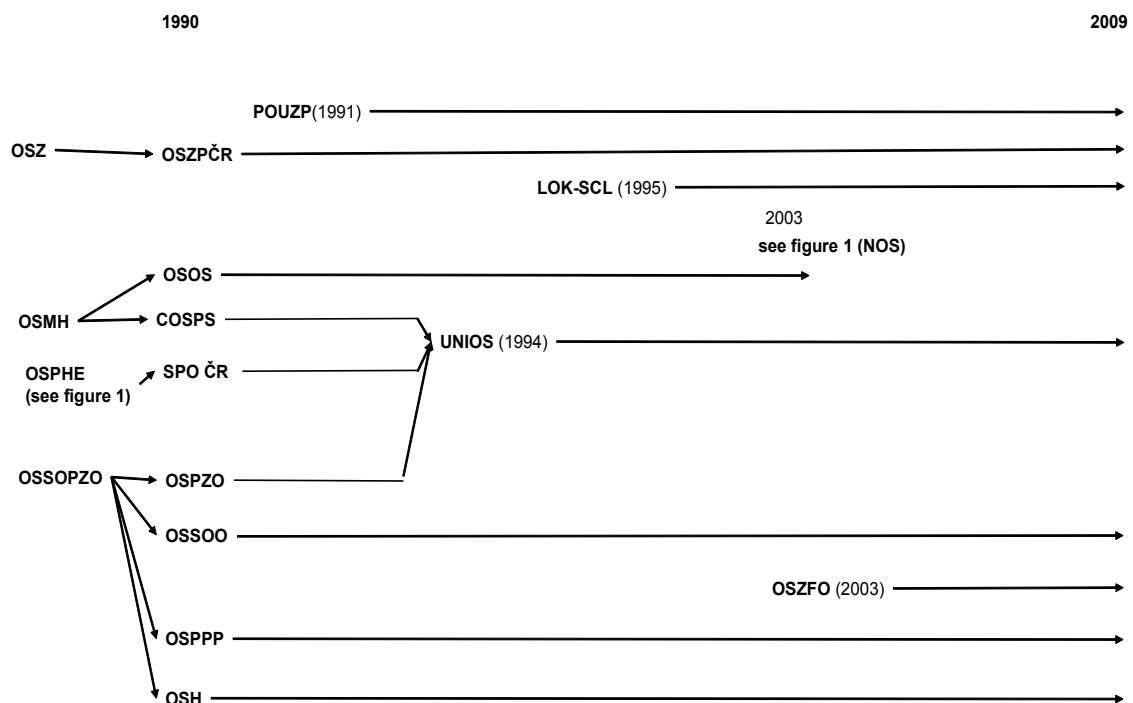 1990
2009
POUZP(1991)
OSZ
OSZPČR
LOK-SCL (1995)
2003
see figure 1 (NOS)
OSOS
OSMH
COSPS
UNIOS (1994)
OSPHE
(see figure 1)
SPO ČR
OSSOPZO
OSPZO
OSSOO
OSZFO (2003)
OSPPP
OSH